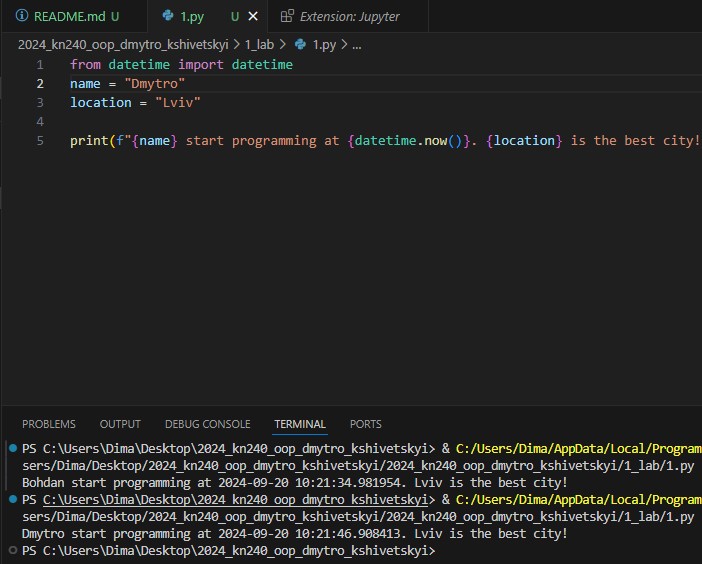 README.md U 1.py U Extension: Jupyter
2024_kn240_oop_dmytro_kshivetskyi > 1_lab > 1.py > ...
1 from datetime import datetime
2 name = "Dmytro"
3 location = "Lviv"
4
5 print(f"{name} start programming at {datetime.now()}. {location} is the best city!
PROBLEMS OUTPUT DEBUG CONSOLE TERMINAL PORTS
PS C:\Users\Dima\Desktop\2024_kn240_oop_dmytro_kshivetskyi> & C:/Users/Dima/AppData/Local/Program
sers/Dima/Desktop/2024_kn240_oop_dmytro_kshivetskyi/2024_kn240_oop_dmytro_kshivetskyi/1_lab/1.py
Bohdan start programming at 2024-09-20 10:21:34.981954. Lviv is the best city!
PS C:\Users\Dima\Desktop\2024_kn240_oop_dmytro_kshivetskyi> & C:/Users/Dima/AppData/Local/Program
sers/Dima/Desktop/2024_kn240_oop_dmytro_kshivetskyi/2024_kn240_oop_dmytro_kshivetskyi/1_lab/1.py
Dmytro start programming at 2024-09-20 10:21:46.908413. Lviv is the best city!
PS C:\Users\Dima\Desktop\2024_kn240_oop_dmytro_kshivetskyi>